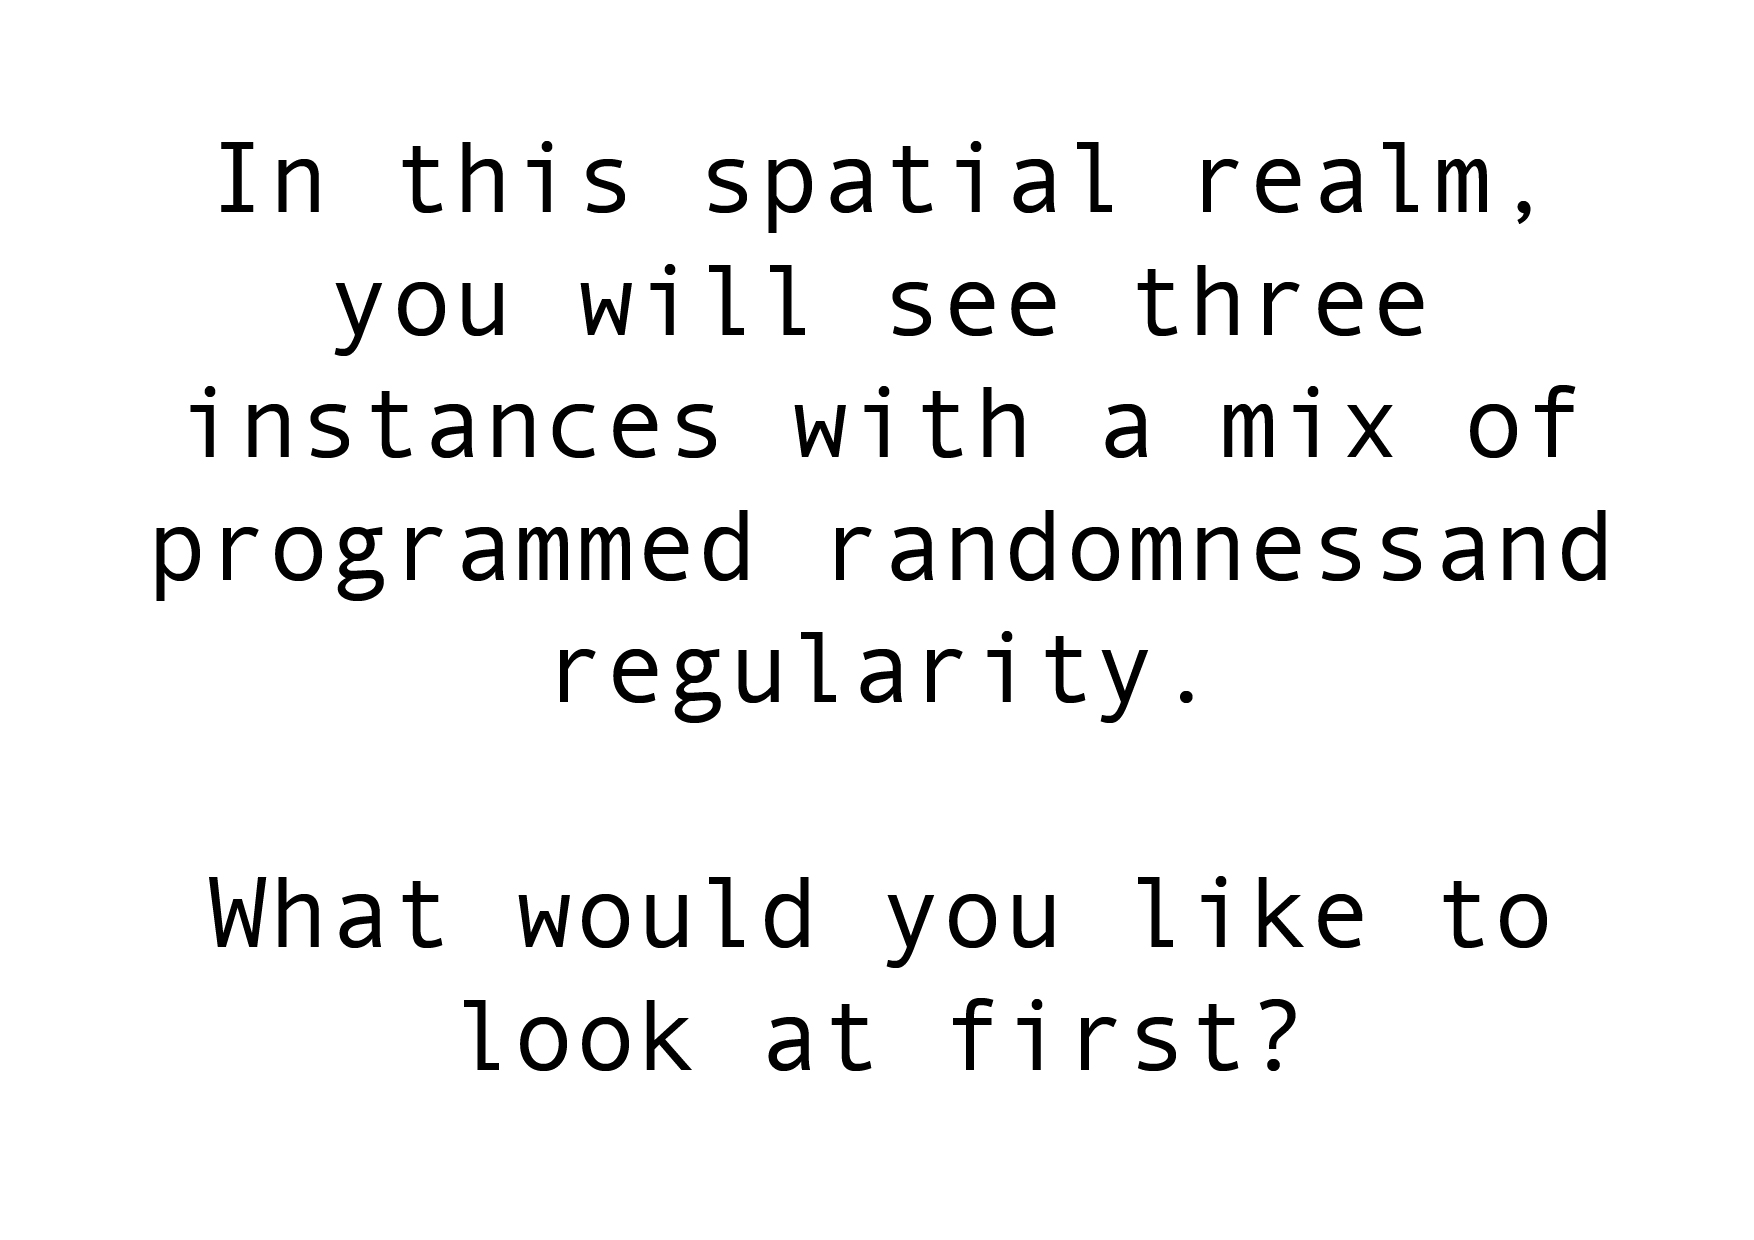 In this spatial realm,
you will see three
instances with a mix of
programmed randomnessand
regularity.
What would you like to
look at first?